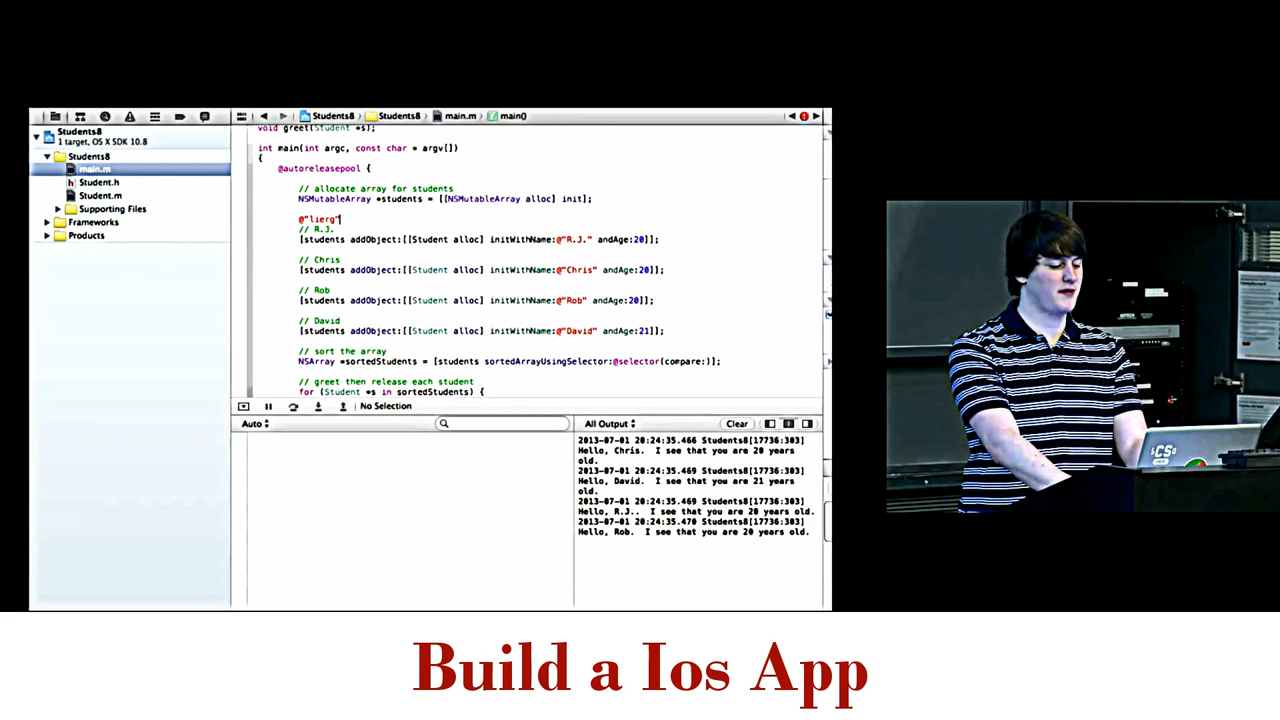 Students8
Students8
main.m
main()
Students8
1 target, OS X SDK 10.8
Students8
main.m
Student.h
Student.m
Supporting Files
Frameworks
Products
void greet(Student *s);
int main(int argc, const char * argv[])
{
@autoreleasepool {
// allocate array for students
NSMutableArray *students = [[NSMutableArray alloc] init];
@"lierg"
// R.J.
[students addObject:[[Student alloc] initWithName:@"R.J." andAge:20]];
// Chris
[students addObject:[[Student alloc] initWithName:@"Chris" andAge:20]];
// Rob
[students addObject:[[Student alloc] initWithName:@"Rob" andAge:20]];
// David
[students addObject:[[Student alloc] initWithName:@"David" andAge:21]];
// sort the array
NSArray *sortedStudents = [students sortedArrayUsingSelector:@selector(compare:)];
// greet then release each student
for (Student *s in sortedStudents) {
No Selection
Auto
All Output
Clear
2013-07-01 20:24:35.466 Students8[17736:303]
Hello, Chris. I see that you are 20 years
old.
2013-07-01 20:24:35.469 Students8[17736:303]
Hello, David. I see that you are 21 years
old.
2013-07-01 20:24:35.469 Students8[17736:303]
Hello, R.J.. I see that you are 20 years old.
2013-07-01 20:24:35.470 Students8[17736:303]
Hello, Rob. I see that you are 20 years old.
Build a Ios App